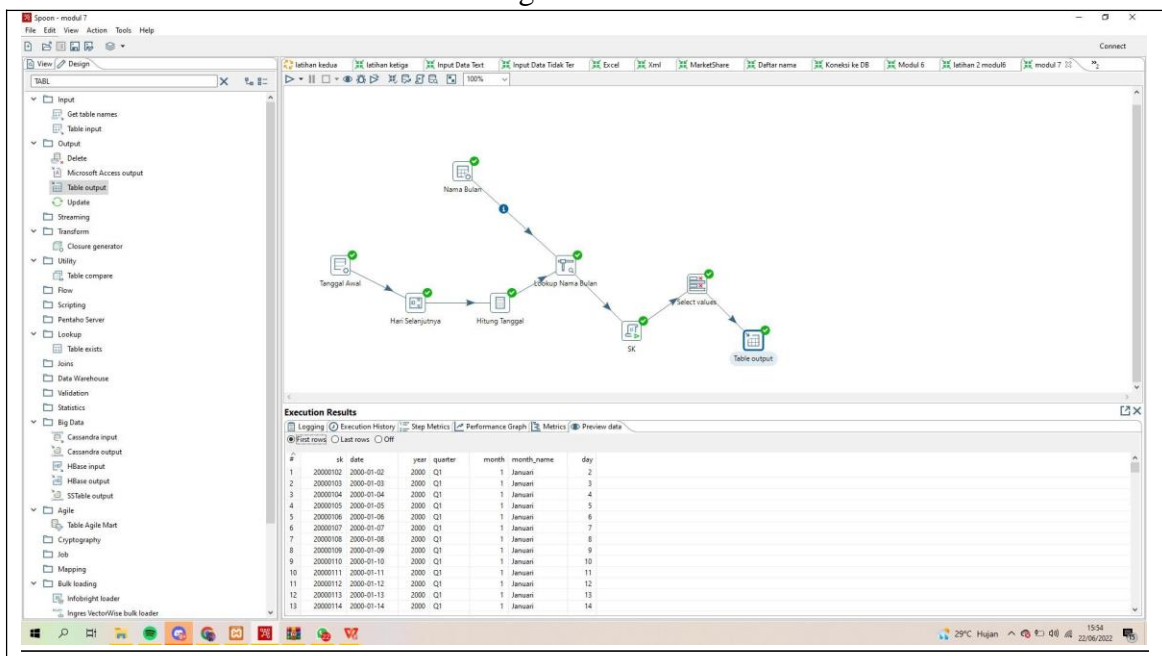 Spoon - modul 7
File Edit View Action Tools Help
Connect
View Design
TABL
Input
Get table names
Table input
Output
Delete
Microsoft Access output
Table output
Update
Streaming
Transform
Closure generator
Utility
Table compare
Flow
Scripting
Pentaho Server
Lookup
Table exists
Joins
Data Warehouse
Validation
Statistics
Big Data
Cassandra input
Cassandra output
HBase input
HBase output
SSTable output
Agile
Table Agile Mart
Cryptography
Job
Mapping
Bulk loading
Infobright loader
Ingres VectorWise bulk loader
latihan kedua latihan ketiga Input Data Text Input Data Tidak Ter Excel Xml MarketShare Daftar nama Koneksi ke DB Modul 6 letihan 2 modul6 modul 7
100%
Nama Bulan
Tanggal Awal
Hari Selanjutnya
Hitung Tanggal
Lookup Nama Bulan
SK
Select values
Table output
Execution Results
Logging Execution History Step Metrics Performance Graph Metrics Preview data
First rows Last rows Off
# sk date year quarter month month_name day
1 20000102 2000-01-02 2000 Q1 1 Januari 2
2 20000103 2000-01-03 2000 Q1 1 Januari 3
3 20000104 2000-01-04 2000 Q1 1 Januari 4
4 20000105 2000-01-05 2000 Q1 1 Januari 5
5 20000106 2000-01-06 2000 Q1 1 Januari 6
6 20000107 2000-01-07 2000 Q1 1 Januari 7
7 20000108 2000-01-08 2000 Q1 1 Januari 8
8 20000109 2000-01-09 2000 Q1 1 Januari 9
9 20000110 2000-01-10 2000 Q1 1 Januari 10
10 20000111 2000-01-11 2000 Q1 1 Januari 11
11 20000112 2000-01-12 2000 Q1 1 Januari 12
12 20000113 2000-01-13 2000 Q1 1 Januari 13
13 20000114 2000-01-14 2000 Q1 1 Januari 14
29°C Hujan
15:54
22/06/2022